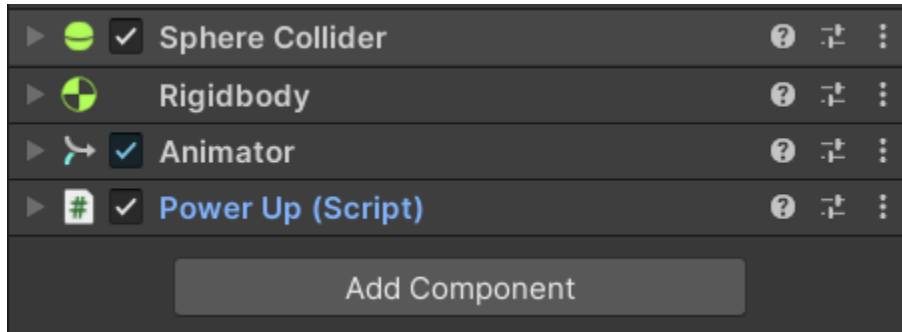 Sphere Collider
Rigidbody
Animator
# Power Up (Script)
Add Component